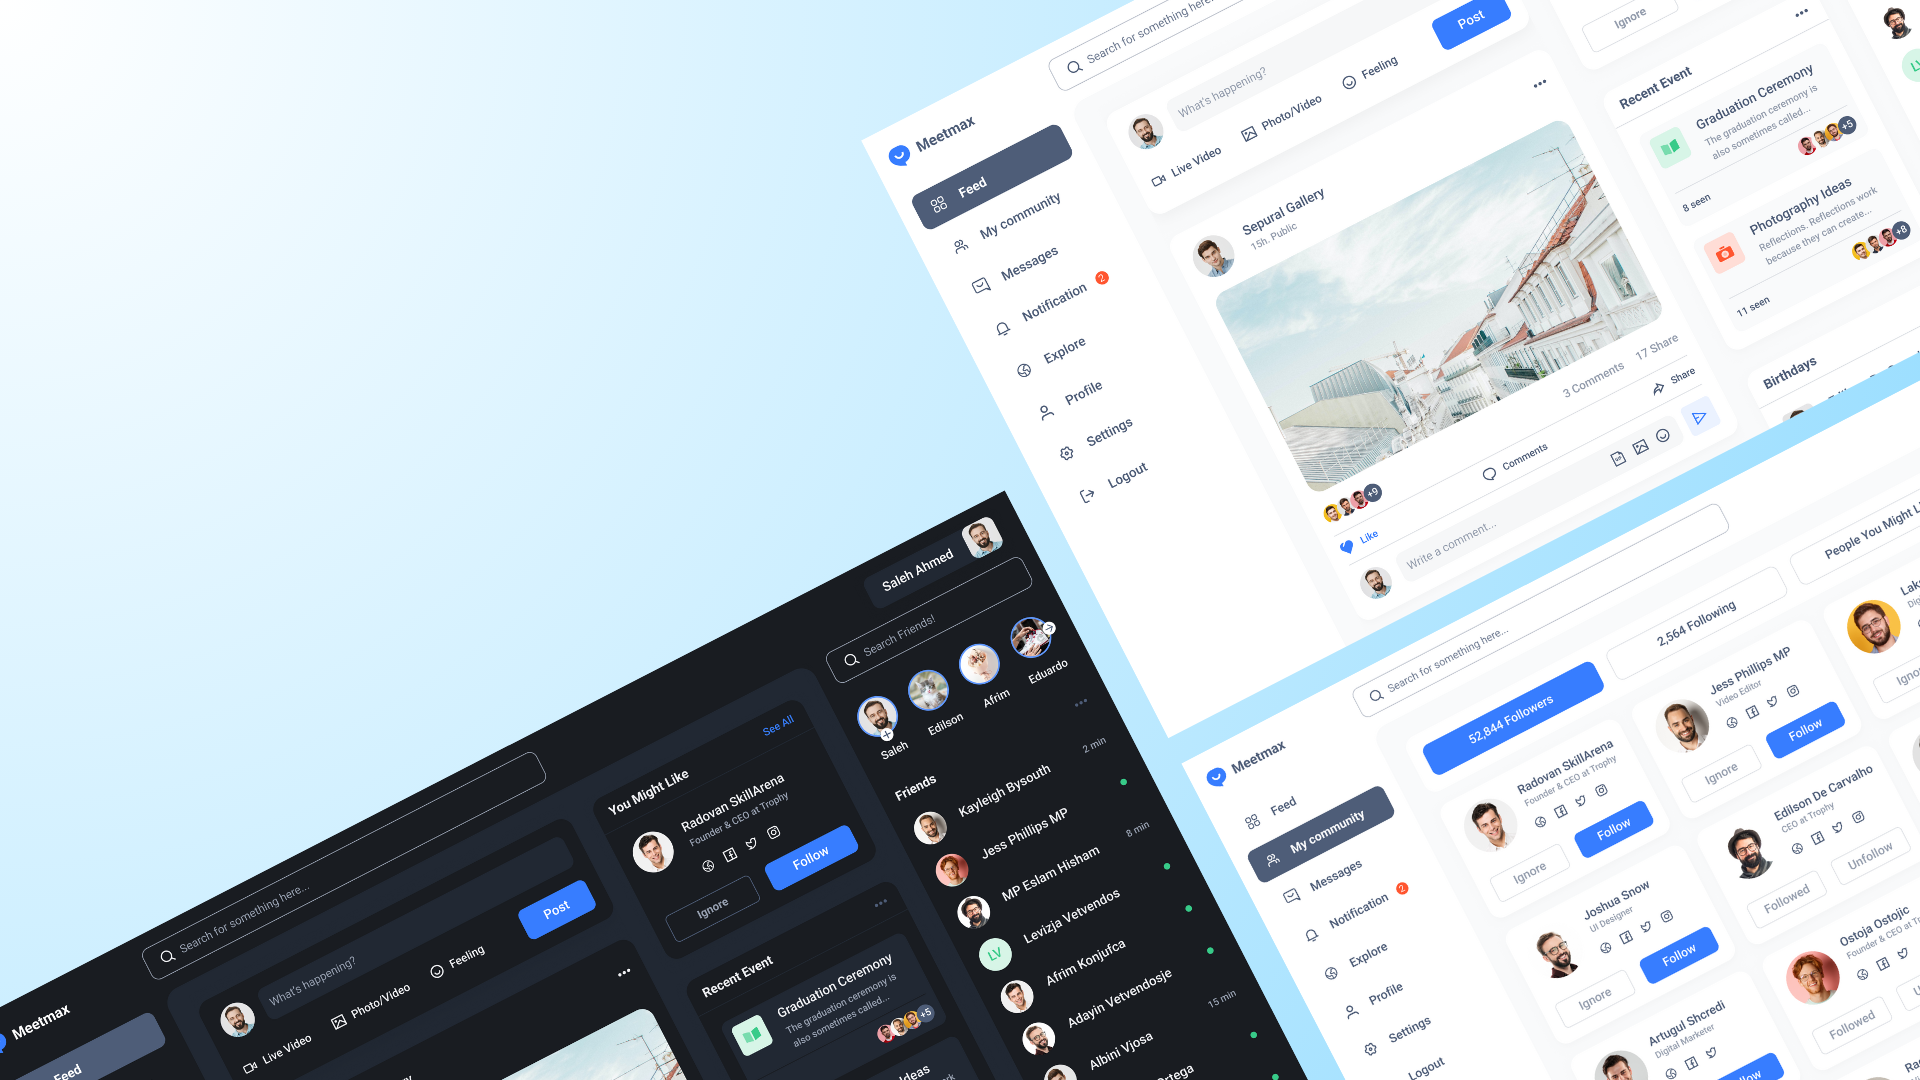 Search for something here...
Meetmax
Feed
My community
Messages
Notification
2
Explore
Profile
Settings
Logout
What's happening?
Live Video
Photo/Video
Feeling
Post
Sepural Gallery
15h. Public
3 Comments
17 Share
+9
Like
Comments
Share
Write a comment...
Ignore
Recent Event
Graduation Ceremony
The graduation ceremony is
also sometimes called...
+5
8 seen
Photography Ideas
Reflections. Reflections work
because they can create...
+8
11 seen
Birthdays
LV
Saleh Ahmed
Search Friends!
Saleh
Edilson
Afrim
Eduardo
Friends
Kayleigh Bysouth
2 min
Jess Phillips MP
MP Eslam Hisham
8 min
Levizja Vetvendos
LV
Afrim Konjufca
Adayin Vetvendosje
Albini Vjosa
15 min
Ortega
Search for something here...
Meetmax
Feed
What's happening?
Live Video
Photo/Video
Feeling
Post
You Might Like
See All
Radovan SkillArena
Founder & CEO at Trophy
Ignore
Follow
Recent Event
Graduation Ceremony
The graduation ceremony is
also sometimes called...
+5
Search for something here...
Meetmax
Feed
My community
Messages
Notification
2
Explore
Profile
Settings
Logout
52,844 Followers
2,564 Following
People You Might
Radovan SkillArena
Founder & CEO at Trophy
Ignore
Follow
Jess Phillips MP
Video Editor
Ignore
Follow
Joshua Snow
UI Designer
Ignore
Follow
Edilson De Carvalho
CEO at Trophy
Followed
Unfollow
Artugul Shcredi
Digital Marketer
Ostoja Ostojic
Founder & CEO at
Followed